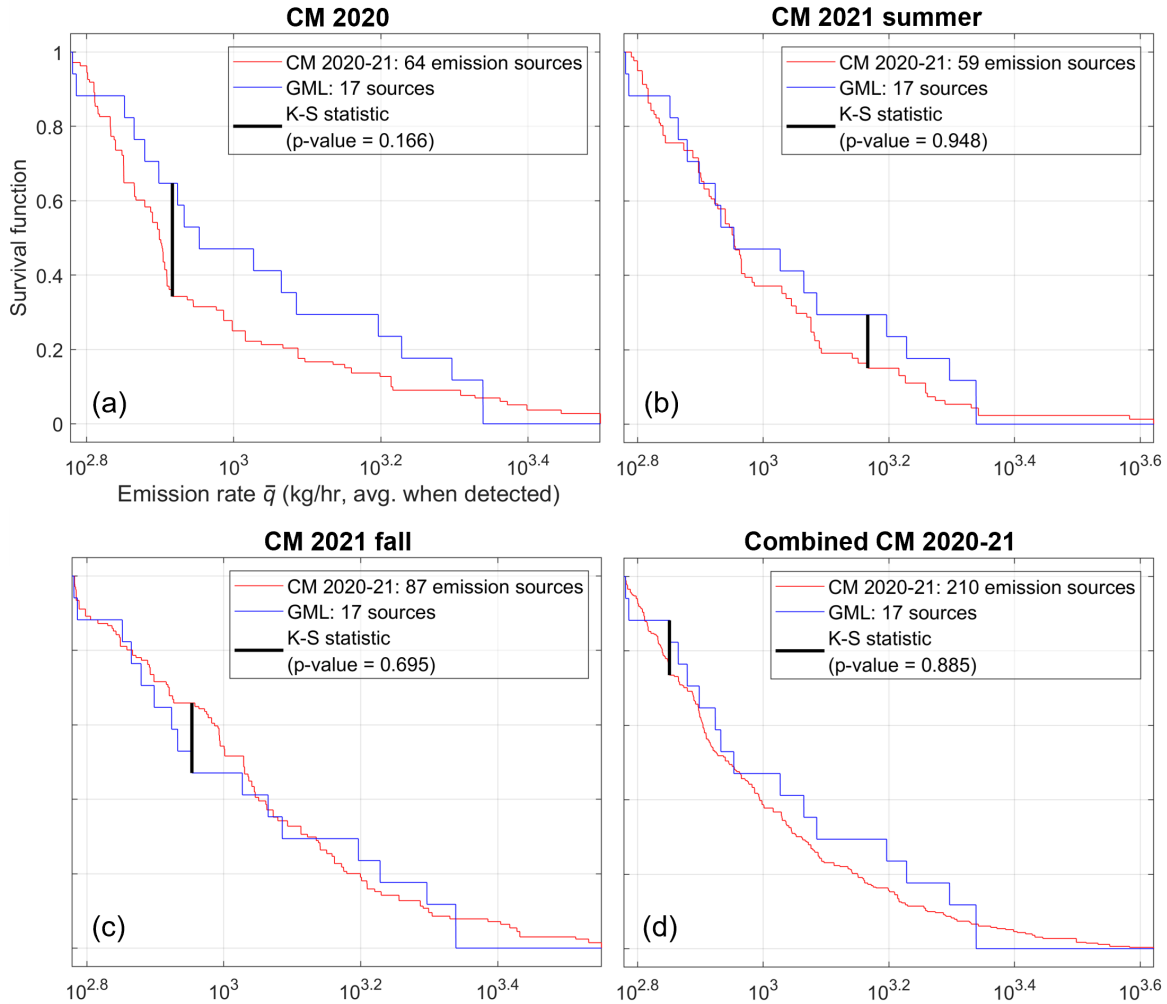 CM 2020
CM 2020-21: 64 emission sources
GML: 17 sources
K-S statistic
(p-value = 0.166)
Survival function
1
0.8
0.6
0.4
0.2
0
(a)
10^2.8
10^3
10^3.2
10^3.4
Emission rate q̄ (kg/hr, avg. when detected)
CM 2021 summer
CM 2020-21: 59 emission sources
GML: 17 sources
K-S statistic
(p-value = 0.948)
(b)
10^2.8
10^3
10^3.2
10^3.4
10^3.6
CM 2021 fall
CM 2020-21: 87 emission sources
GML: 17 sources
K-S statistic
(p-value = 0.695)
(c)
10^2.8
10^3
10^3.2
10^3.4
Combined CM 2020-21
CM 2020-21: 210 emission sources
GML: 17 sources
K-S statistic
(p-value = 0.885)
(d)
10^2.8
10^3
10^3.2
10^3.4
10^3.6